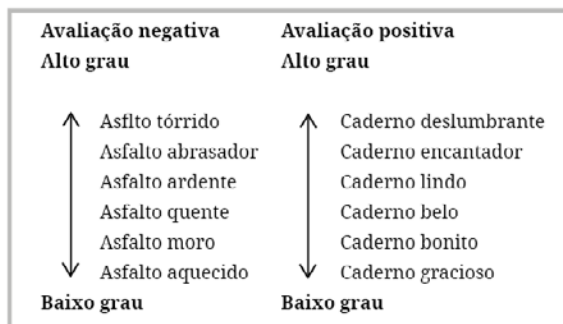 Avaliação negativa Avaliação positiva
Alto grau Alto grau
Asflto tórrido Caderno deslumbrante
Asfalto abrasador Caderno encantador
Asfalto ardente Caderno lindo
Asfalto quente Caderno belo
Asfalto moro Caderno bonito
Asfalto aquecido Caderno gracioso
Baixo grau Baixo grau